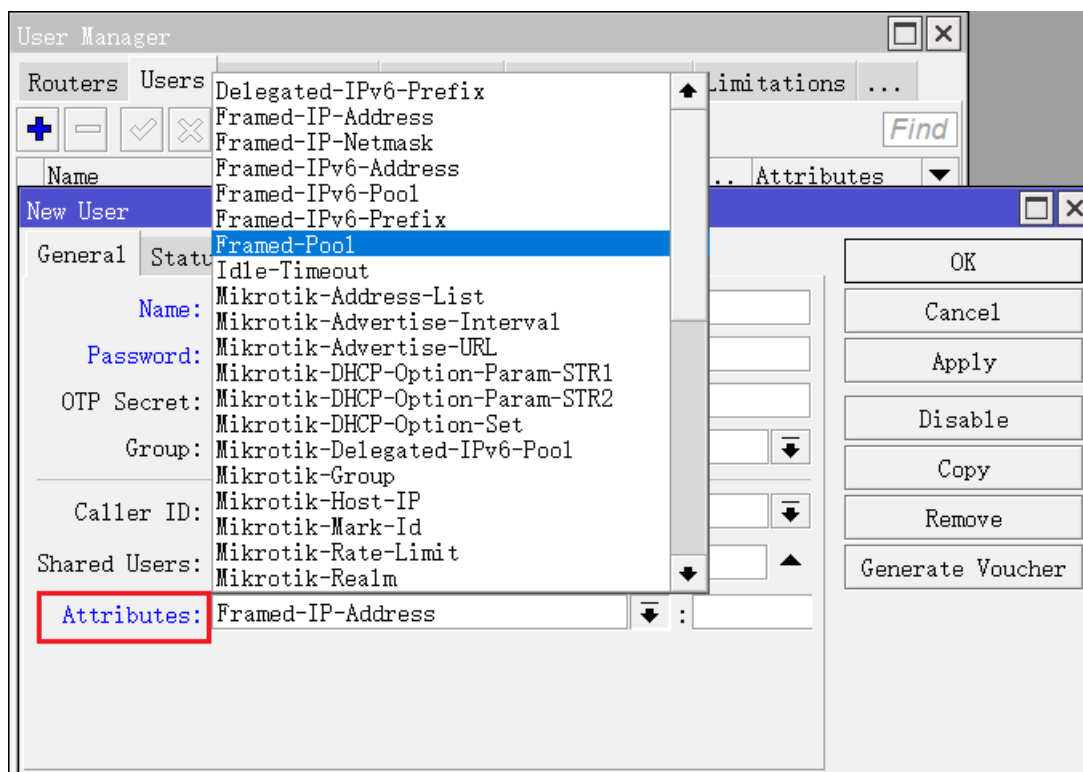 User Manager
Routers Users Limitations ...
Find
Name .. Attributes
New User
General Statu
Delegated-IPv6-Prefix
Framed-IP-Address
Framed-IP-Netmask
Framed-IPv6-Address
Framed-IPv6-Pool
Framed-IPv6-Prefix
Framed-Pool
Idle-Timeout
Mikrotik-Address-List
Mikrotik-Advertise-Interval
Mikrotik-Advertise-URL
Mikrotik-DHCP-Option-Param-STR1
Mikrotik-DHCP-Option-Param-STR2
Mikrotik-DHCP-Option-Set
Mikrotik-Delegated-IPv6-Pool
Mikrotik-Group
Mikrotik-Host-IP
Mikrotik-Mark-Id
Mikrotik-Rate-Limit
Mikrotik-Realm
Name:
Password:
OTP Secret:
Group:
Caller ID:
Shared Users:
Attributes: Framed-IP-Address :
OK
Cancel
Apply
Disable
Copy
Remove
Generate Voucher